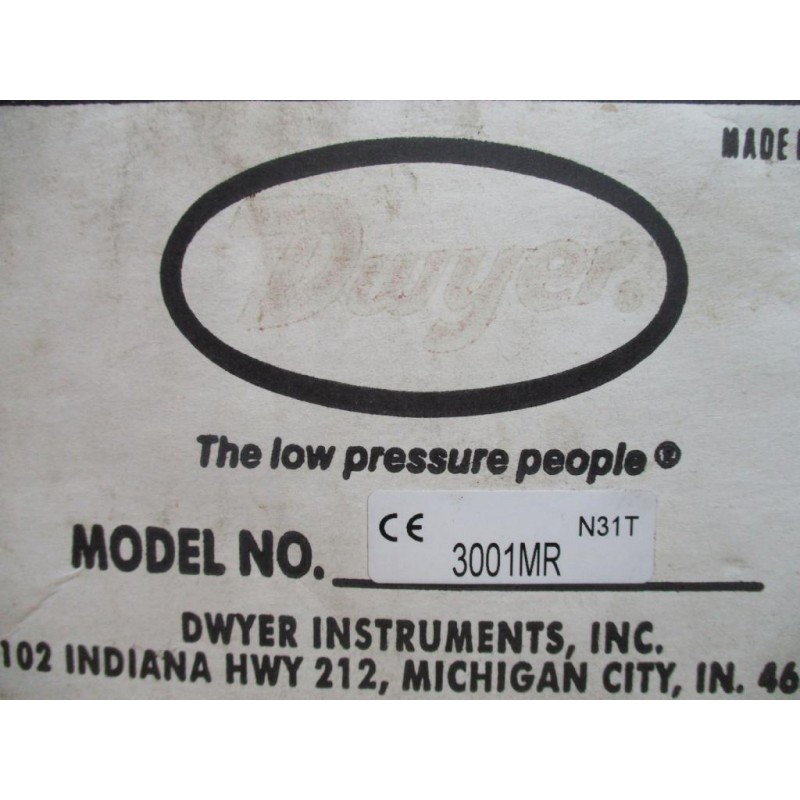 MADE
Dwyer®
The low pressure people®
CE N31T
MODEL NO. 3001MR
DWYER INSTRUMENTS, INC.
102 INDIANA HWY 212, MICHIGAN CITY, IN. 46